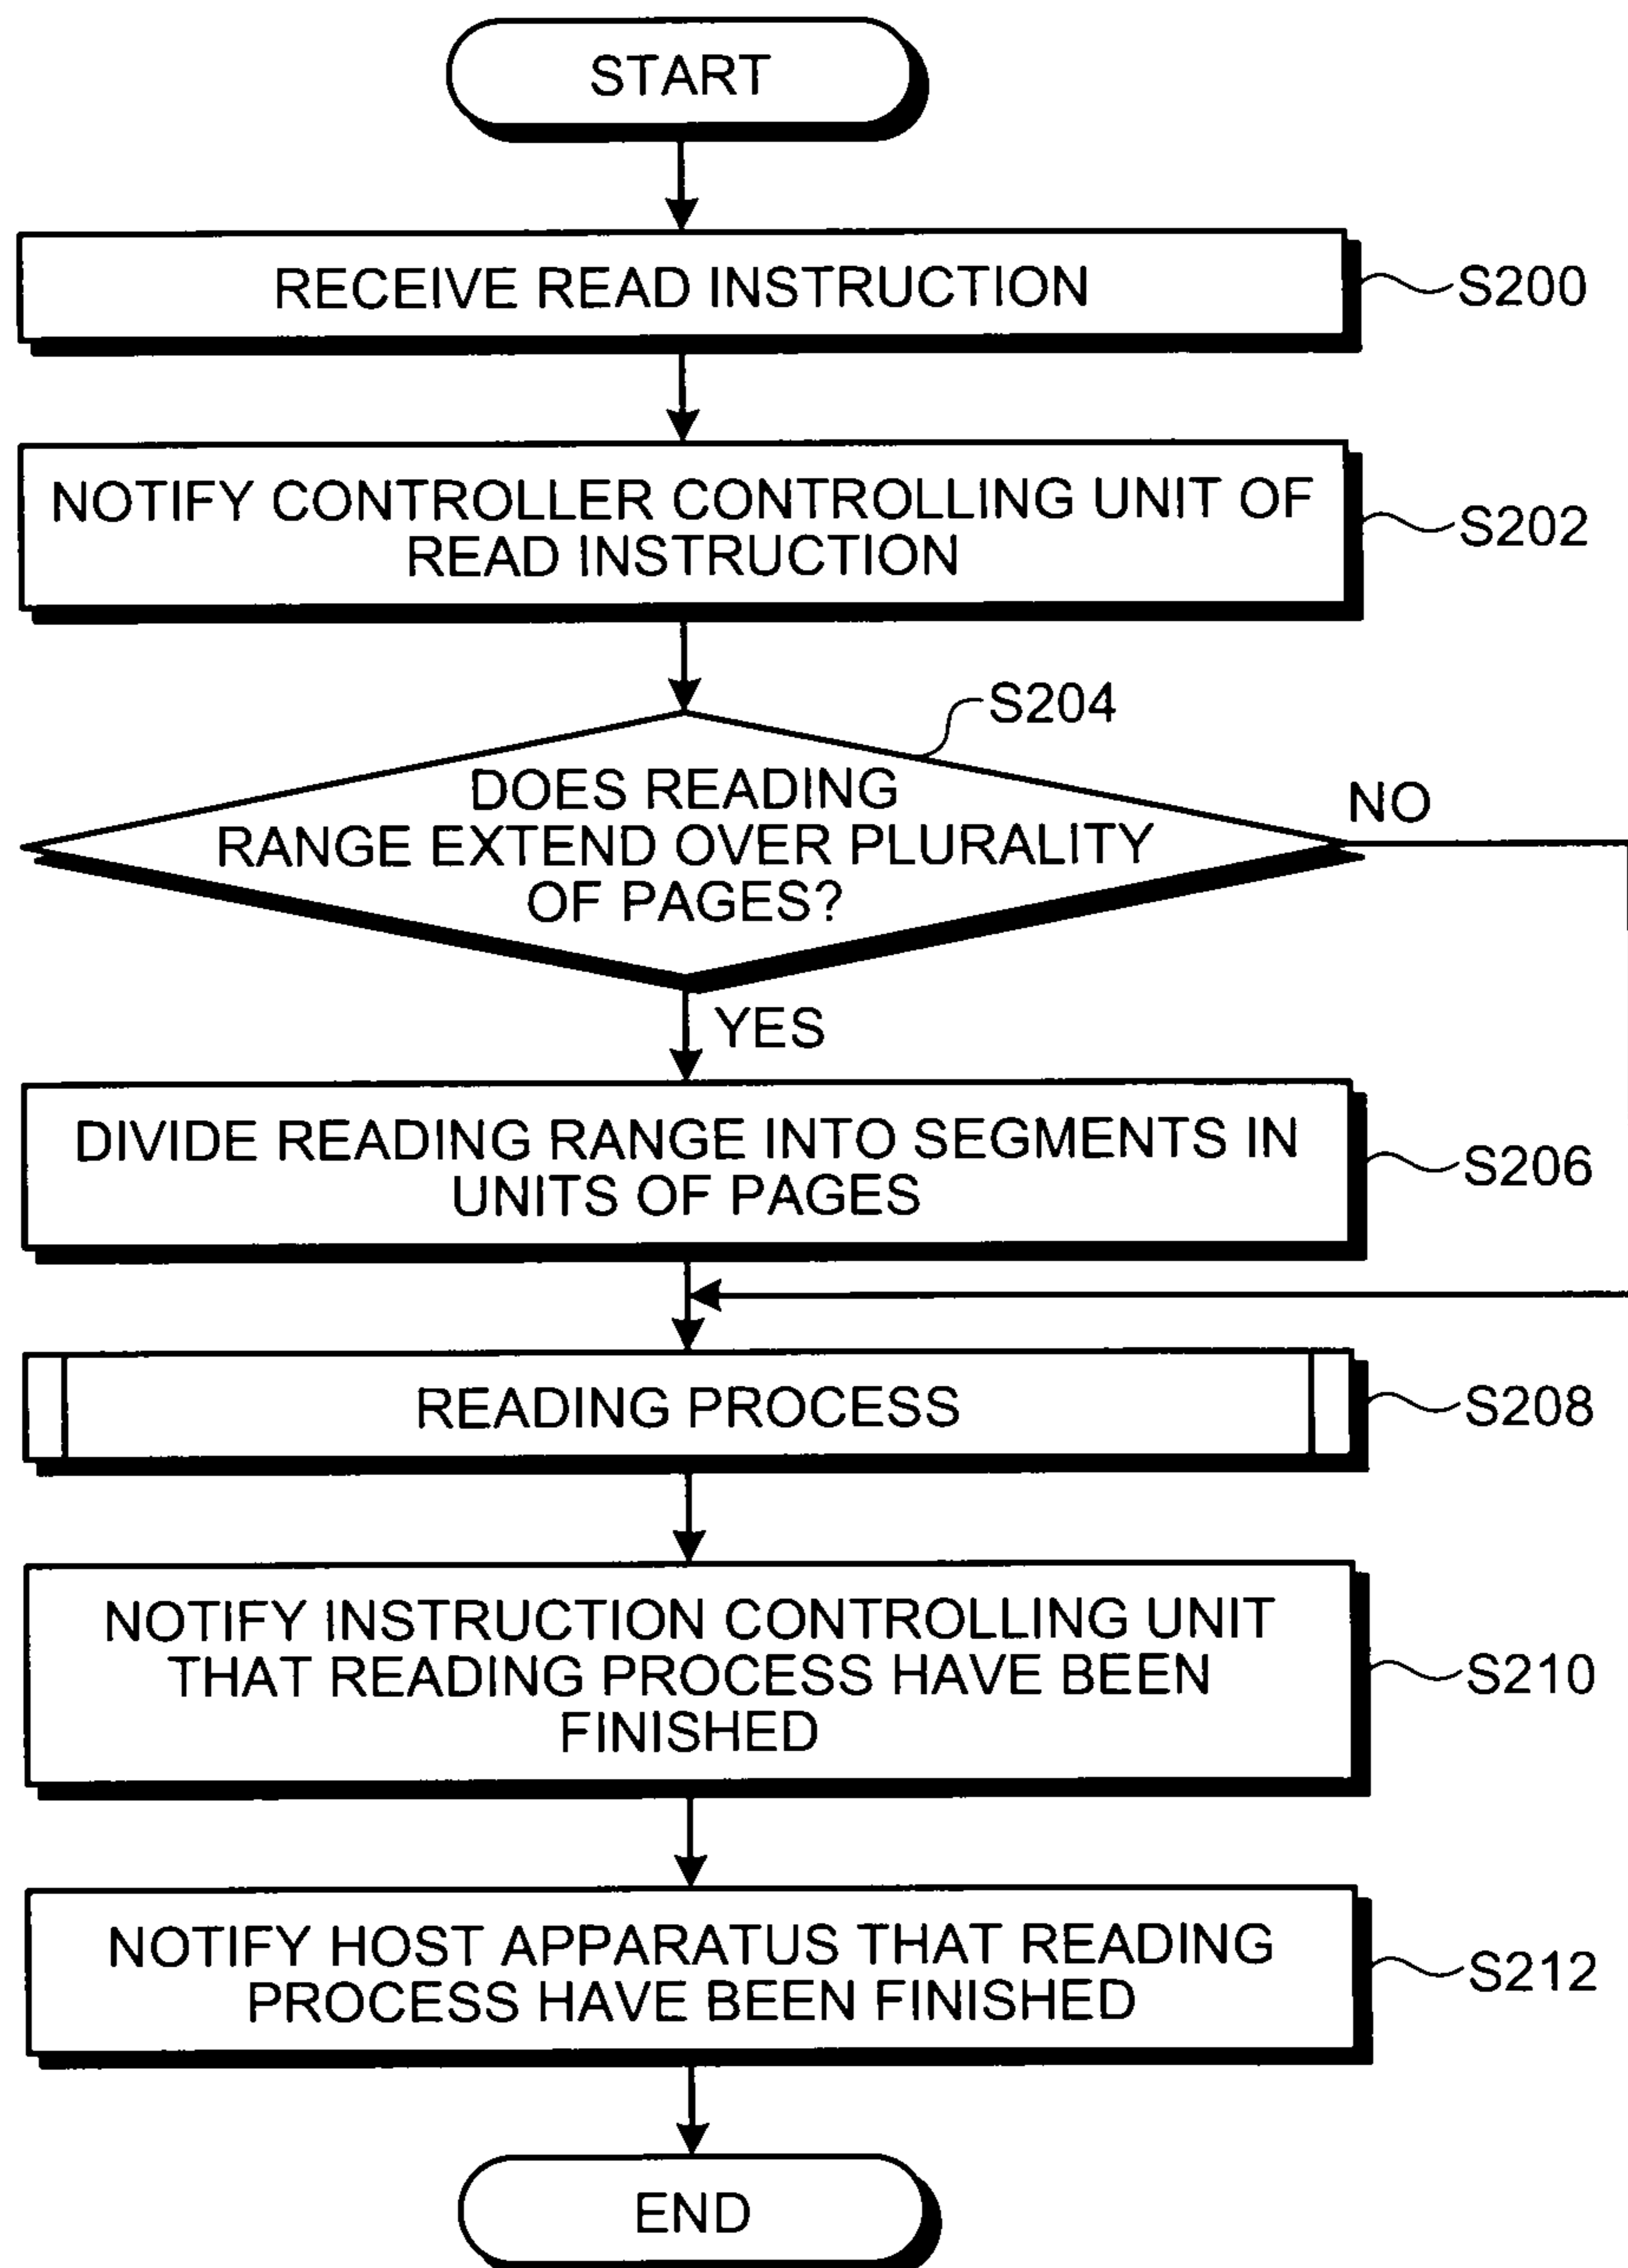 START
RECEIVE READ INSTRUCTION
S200
NOTIFY CONTROLLER CONTROLLING UNIT OF
READ INSTRUCTION
S202
S204
DOES READING
RANGE EXTEND OVER PLURALITY
OF PAGES?
NO
YES
DIVIDE READING RANGE INTO SEGMENTS IN
UNITS OF PAGES
S206
READING PROCESS
S208
NOTIFY INSTRUCTION CONTROLLING UNIT
THAT READING PROCESS HAVE BEEN
FINISHED
S210
NOTIFY HOST APPARATUS THAT READING
PROCESS HAVE BEEN FINISHED
S212
END